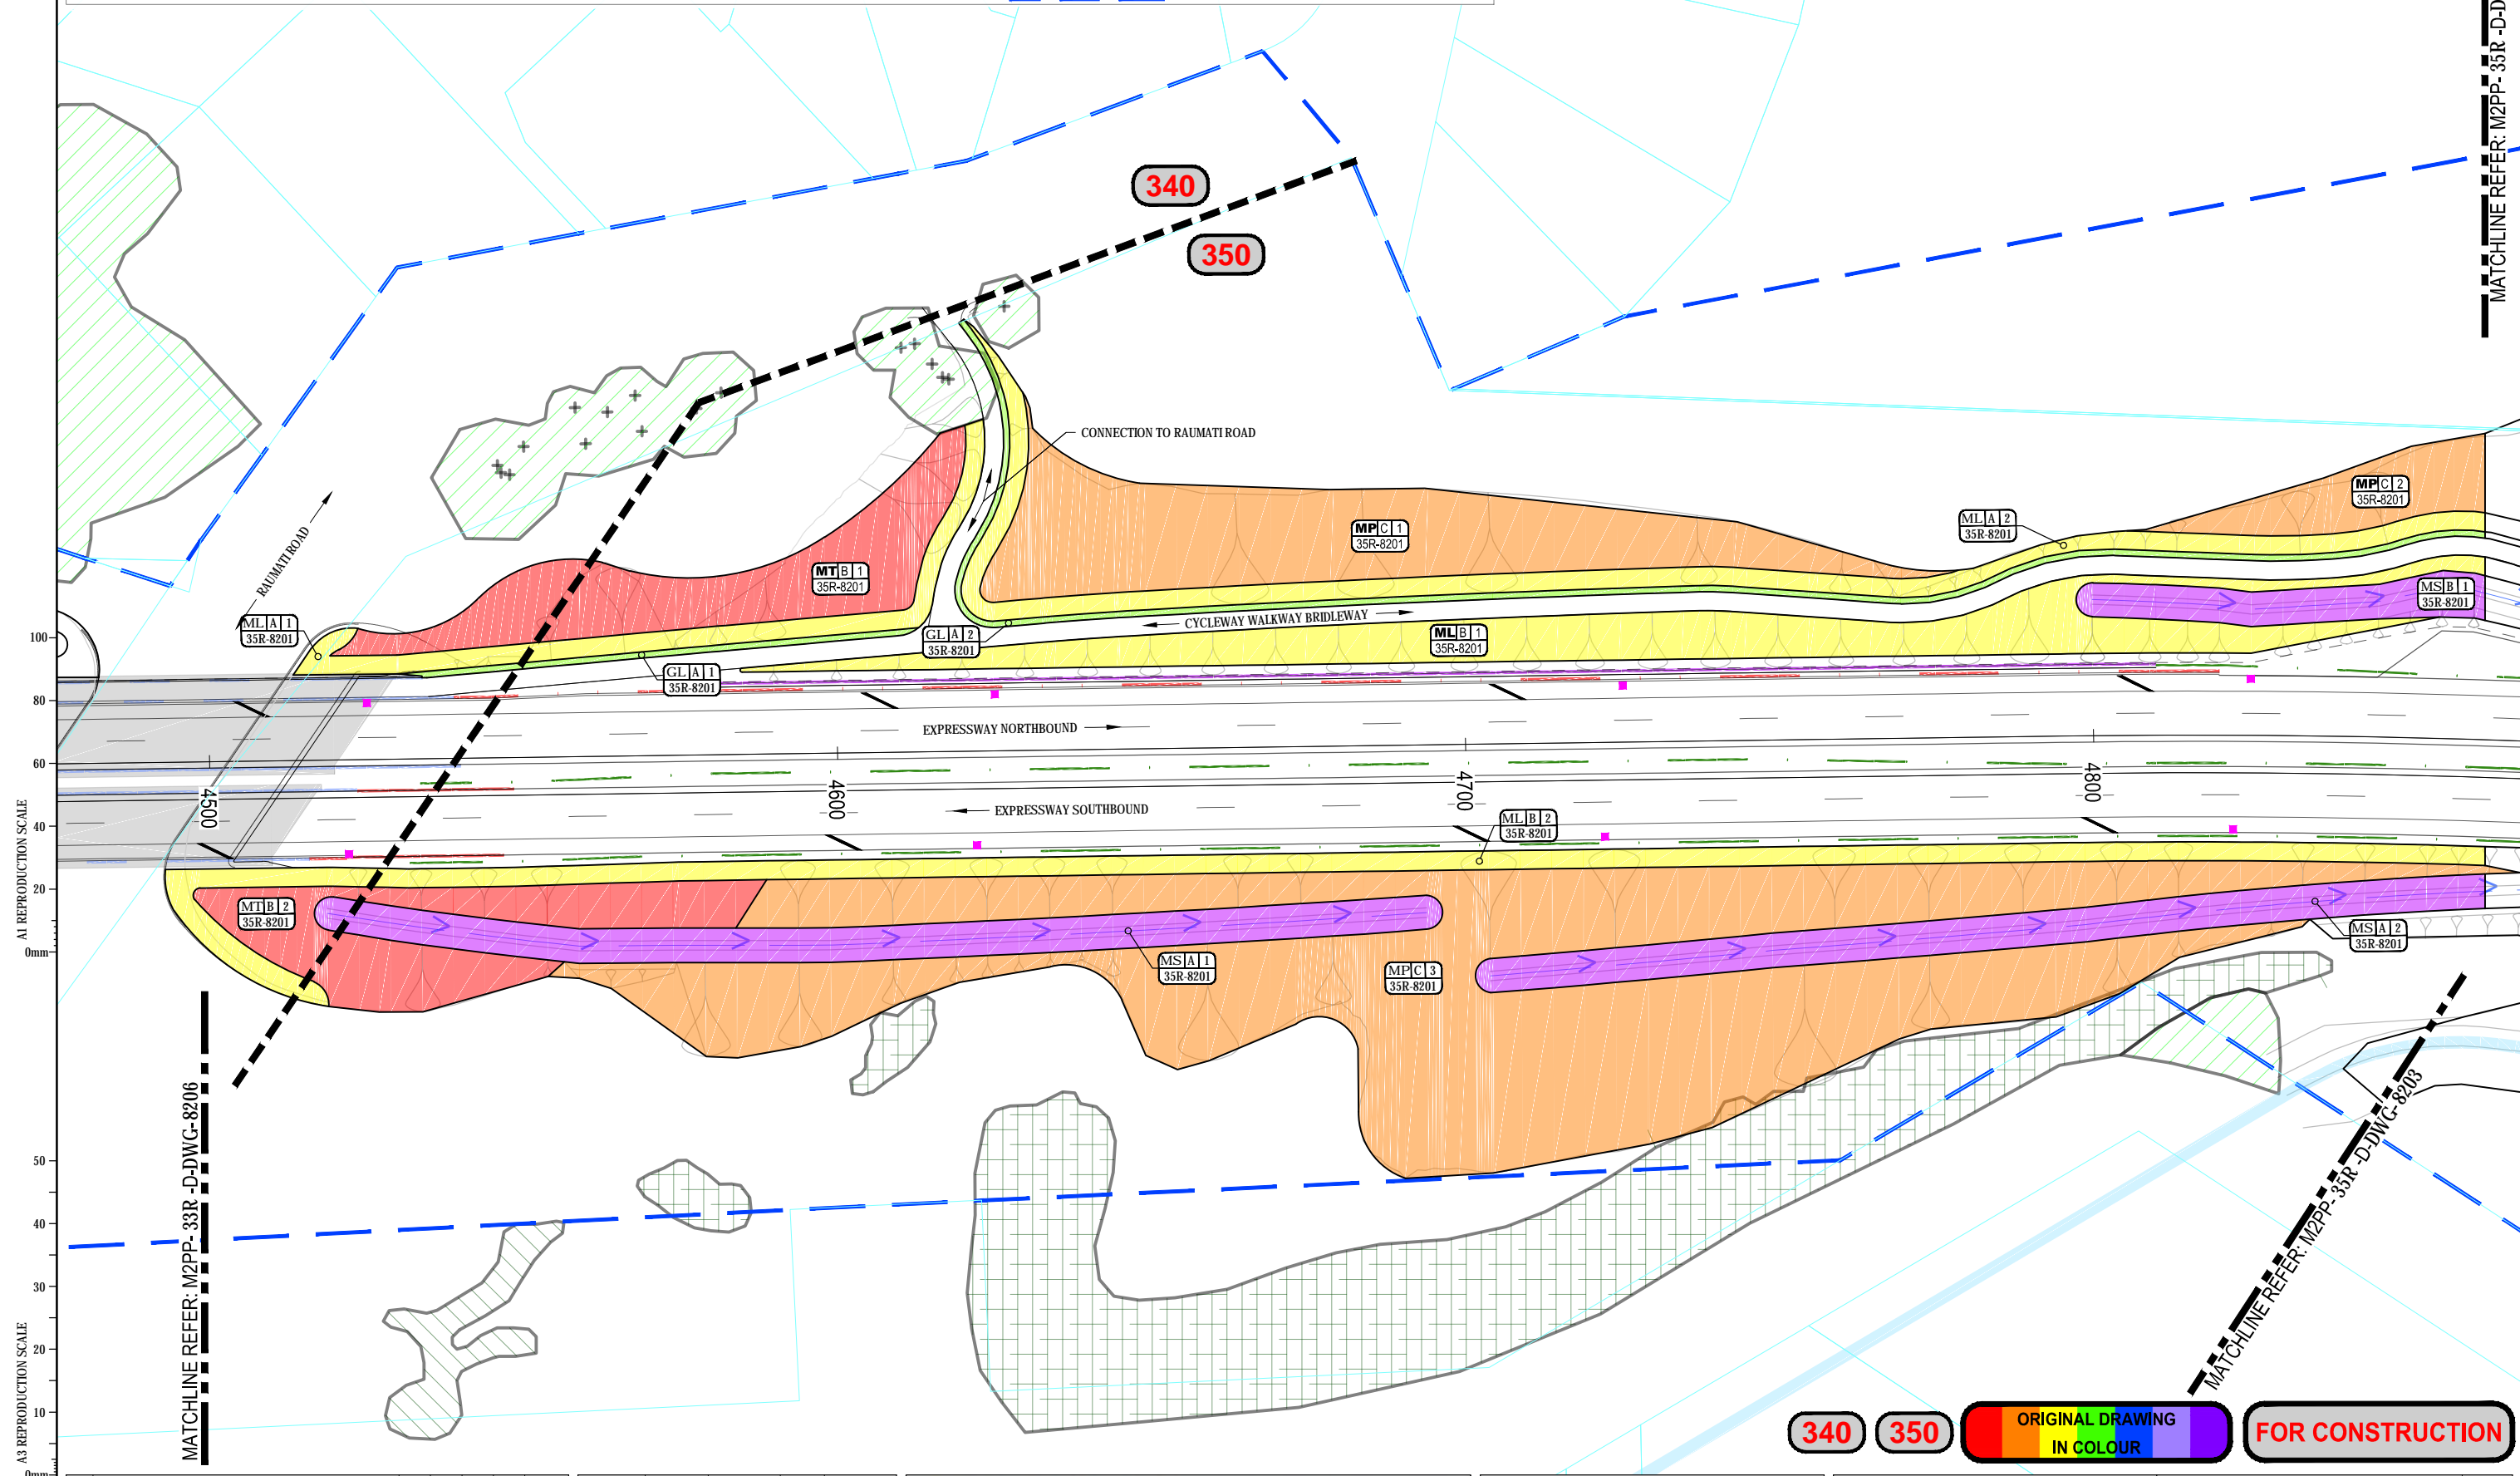 MATCHLINE REFER: M2PP- 35R -D-D
340
350
CONNECTION TO RAUMATI ROAD
RAUMATI ROAD
MP C 2
35R-8201
MP C 1
35R-8201
ML A 2
35R-8201
MT B 1
35R-8201
MS B 1
35R-8201
ML A 1
35R-8201
CYCLEWAY WALKWAY BRIDLEWAY
GL A 2
35R-8201
ML B 1
35R-8201
GL A 1
35R-8201
EXPRESSWAY NORTHBOUND
4500
4600
4700
4800
EXPRESSWAY SOUTHBOUND
ML B 2
35R-8201
MT B 2
35R-8201
MS A 1
35R-8201
MP C 3
35R-8201
MS A 2
35R-8201
100
80
60
40
20
0mm
A1 REPRODUCTION SCALE
50
40
30
20
10
0mm
A3 REPRODUCTION SCALE
MATCHLINE REFER: M2PP- 33R -D-DWG-8206
MATCHLINE REFER: M2PP- 35R -D-DWG-8203
340
350
ORIGINAL DRAWING
IN COLOUR
FOR CONSTRUCTION